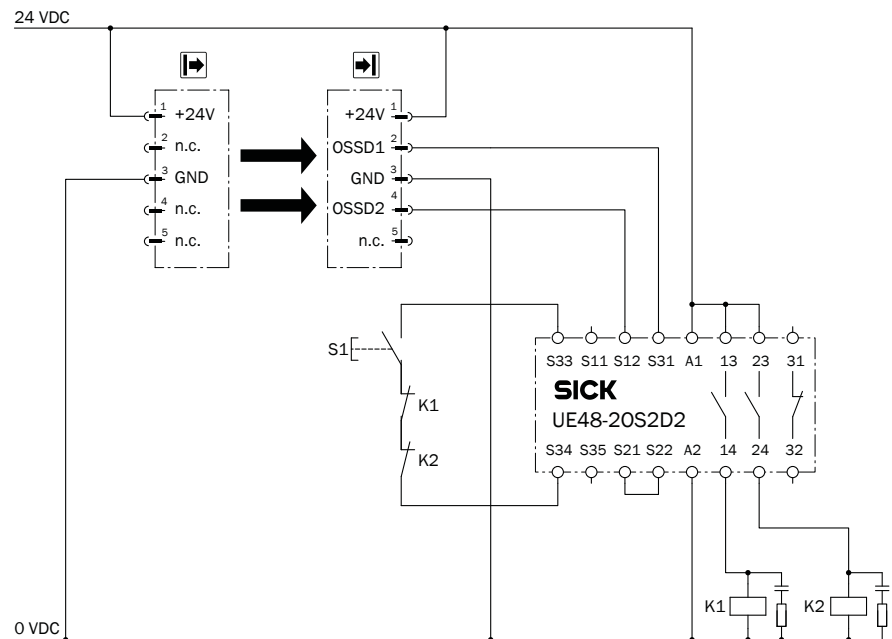 24 VDC
1 +24V
2 n.c.
3 GND
4 n.c.
5 n.c.
+24V 1
OSSD1 2
GND 3
OSSD2 4
n.c. 5
S1
K1
K2
S33 S11 S12 S31 A1 13 23 31
SICK
UE48-20S2D2
S34 S35 S21 S22 A2 14 24 32
K1
K2
0 VDC